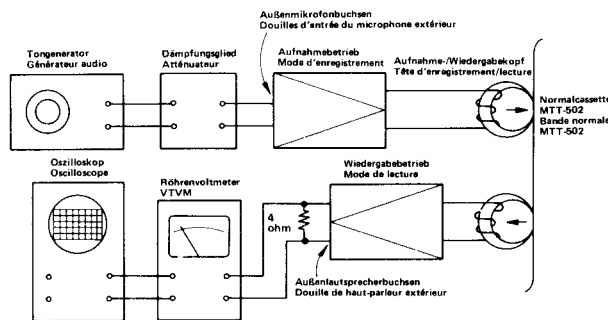 Außenmikrofonbuchsen
Douilles d'entrée du microphone extérieur
Tongenerator
Générateur audio
Dämpfungsglied
Atténuateur
Aufnahmebetrieb
Mode d'enregistrement
Aufnahme-/Wiedergabekopf
Tête d'enregistrement/lecture
Normalcassette
MTT-502
Bande normale
MTT-502
Oszilloskop
Oscilloscope
Röhrenvoltmeter
VTVM
4
ohm
Wiedergabebetrieb
Mode de lecture
Außenlautsprecherbuchsen
Douille de haut-parleur extérieur